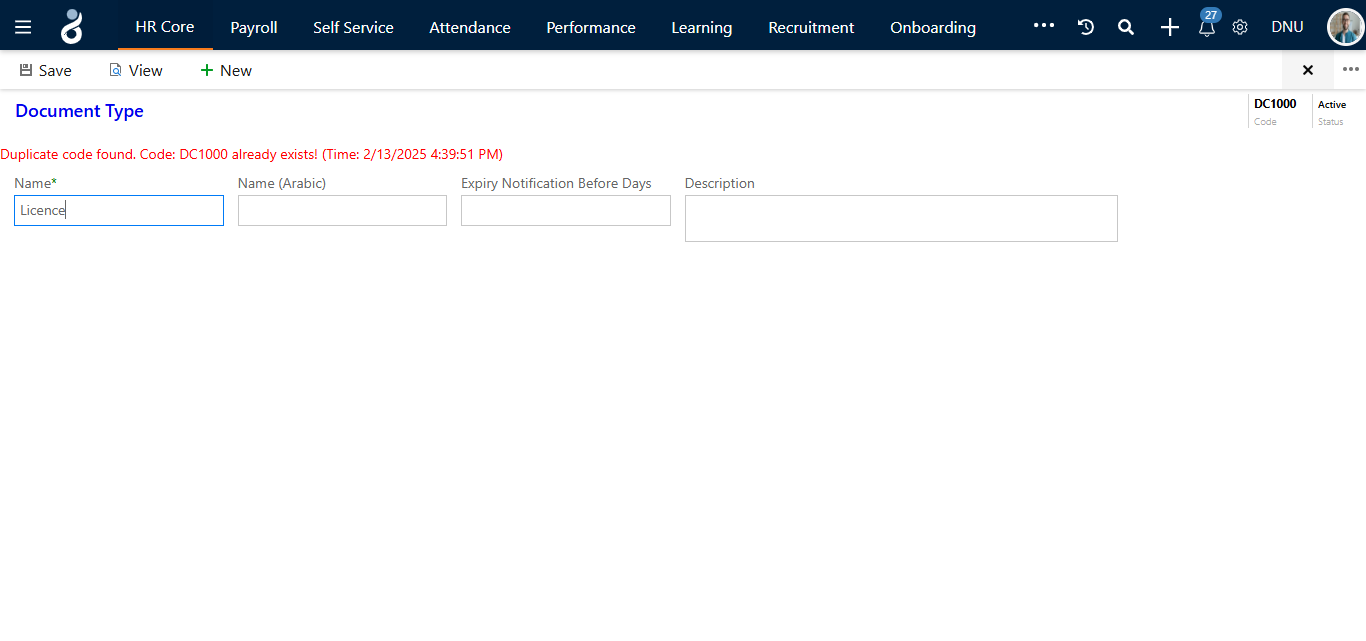 HR Core Payroll Self Service Attendance Performance Learning Recruitment Onboarding 27 DNU
Save View New
Document Type
DC1000 Active
Code Status
Duplicate code found. Code: DC1000 already exists! (Time: 2/13/2025 4:39:51 PM)
Name* Name (Arabic) Expiry Notification Before Days Description
Licence